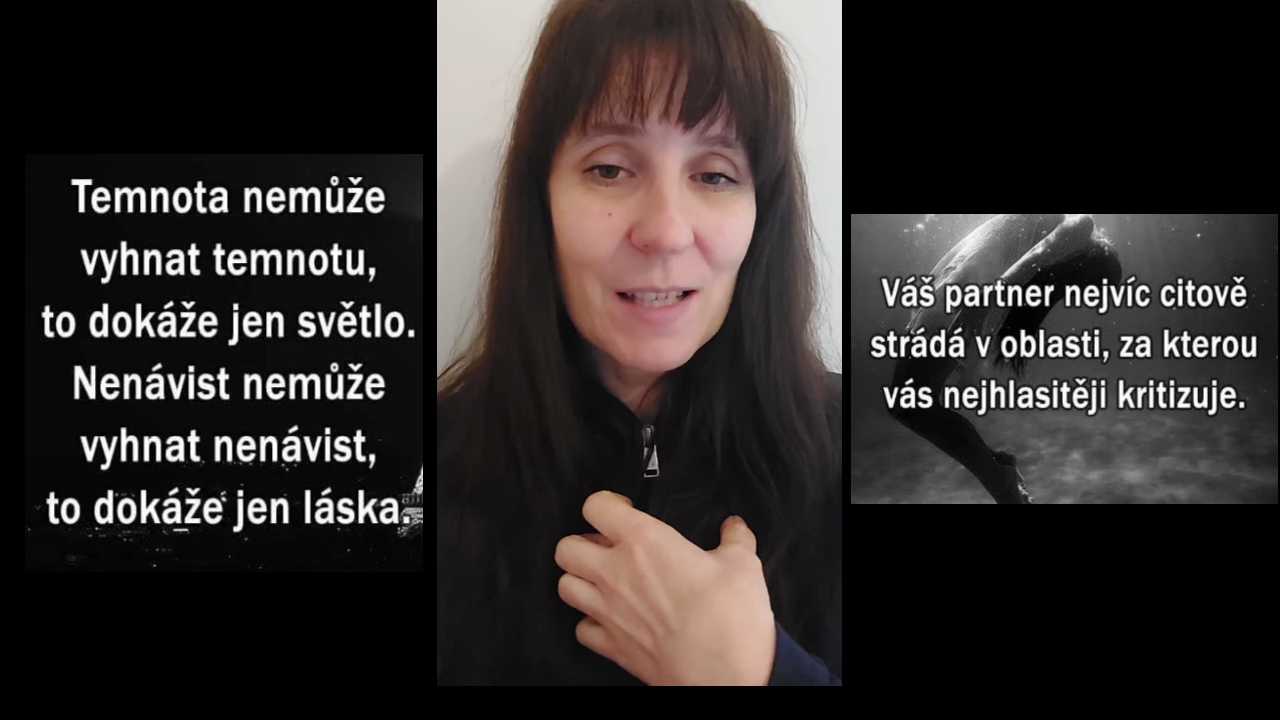 Temnota nemůže
vyhnat temnotu,
to dokáže jen světlo.
Nenávist nemůže
vyhnat nenávist,
to dokáže jen láska.
Váš partner nejvíc citově
strádá v oblasti, za kterou
vás nejhlasitěji kritizuje.